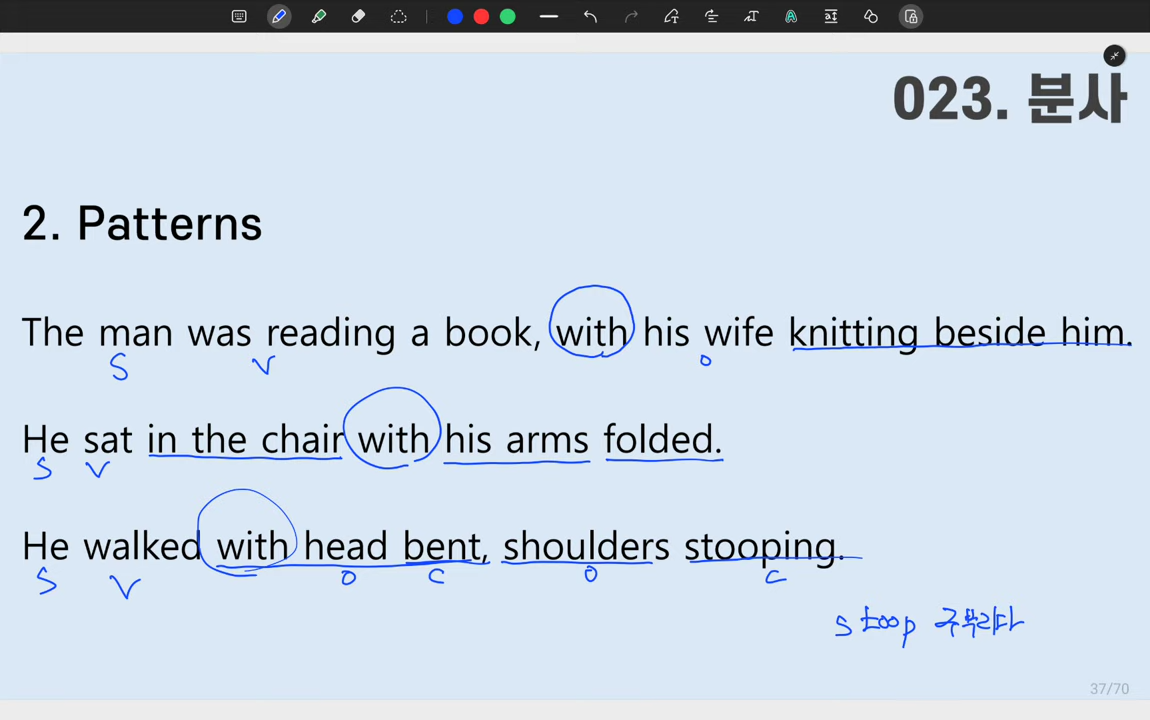 023. 분사
2. Patterns
The man was reading a book, with his wife knitting beside him.
S V O
He sat in the chair with his arms folded.
S V
He walked with head bent, shoulders stooping.
S V O C O C
stoop 구부리다
37/70